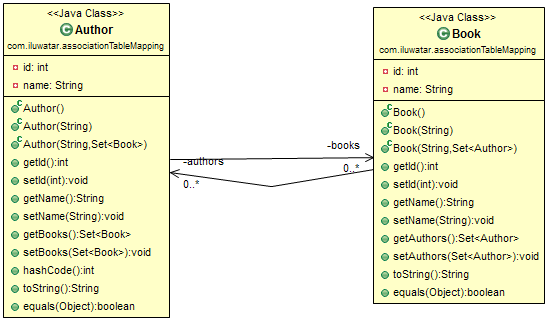 <<Java Class>>
Author
com.iluwatar.associationTableMapping
id: int
name: String
Author()
Author(String)
Author(String,Set<Book>)
getId():int
setId(int):void
getName():String
setName(String):void
getBooks():Set<Book>
setBooks(Set<Book>):void
hashCode():int
toString():String
equals(Object):boolean
-books
0..*
-authors
0..*
<<Java Class>>
Book
com.iluwatar.associationTableMapping
id: int
name: String
Book()
Book(String)
Book(String,Set<Author>)
getId():int
setId(int):void
getName():String
setName(String):void
getAuthors():Set<Author>
setAuthors(Set<Author>):void
toString():String
equals(Object):boolean